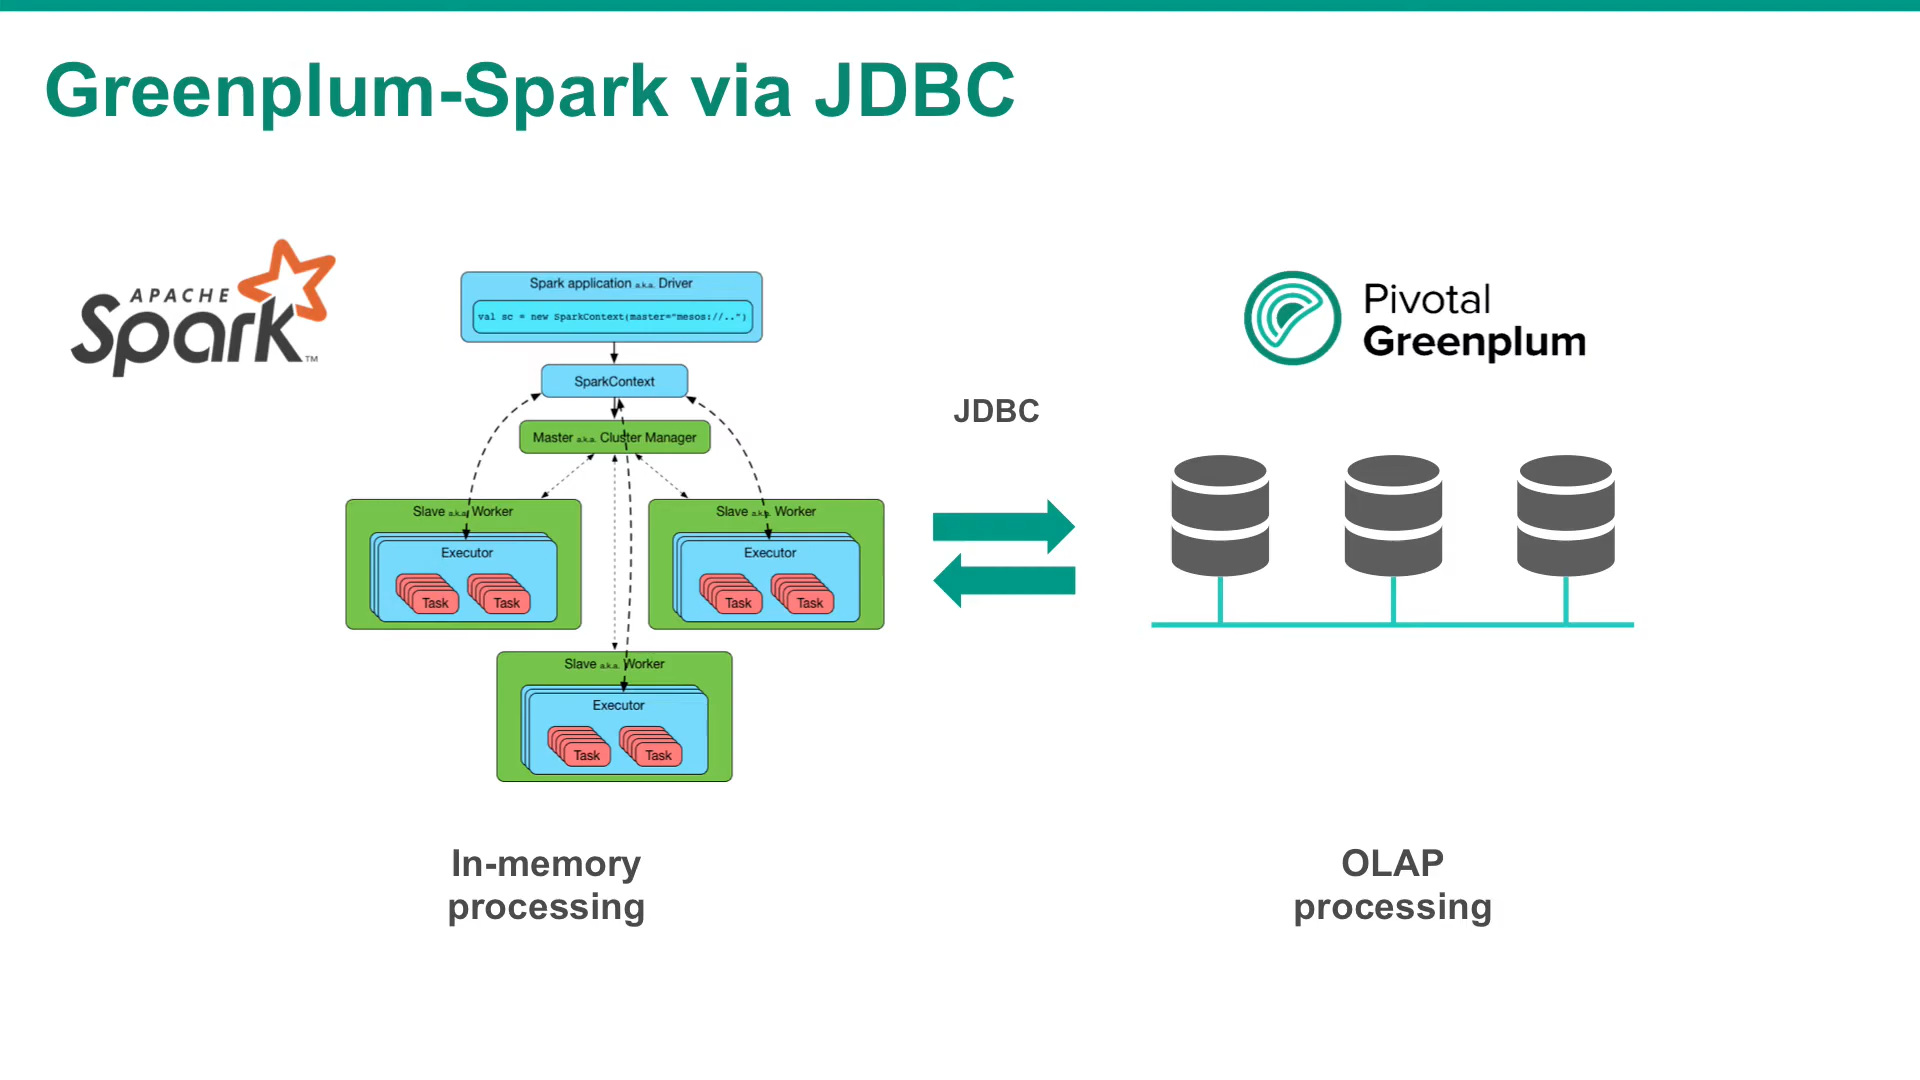 Greenplum-Spark via JDBC
APACHE
Spark™
Spark application a.k.a. Driver
val sc = new SparkContext(master="mesos://..")
SparkContext
Master a.k.a. Cluster Manager
Slave a.k.a. Worker
Executor
Task
Task
Slave a.k.a. Worker
Executor
Task
Task
Slave a.k.a. Worker
Executor
Task
Task
JDBC
Pivotal
Greenplum
In-memory
processing
OLAP
processing